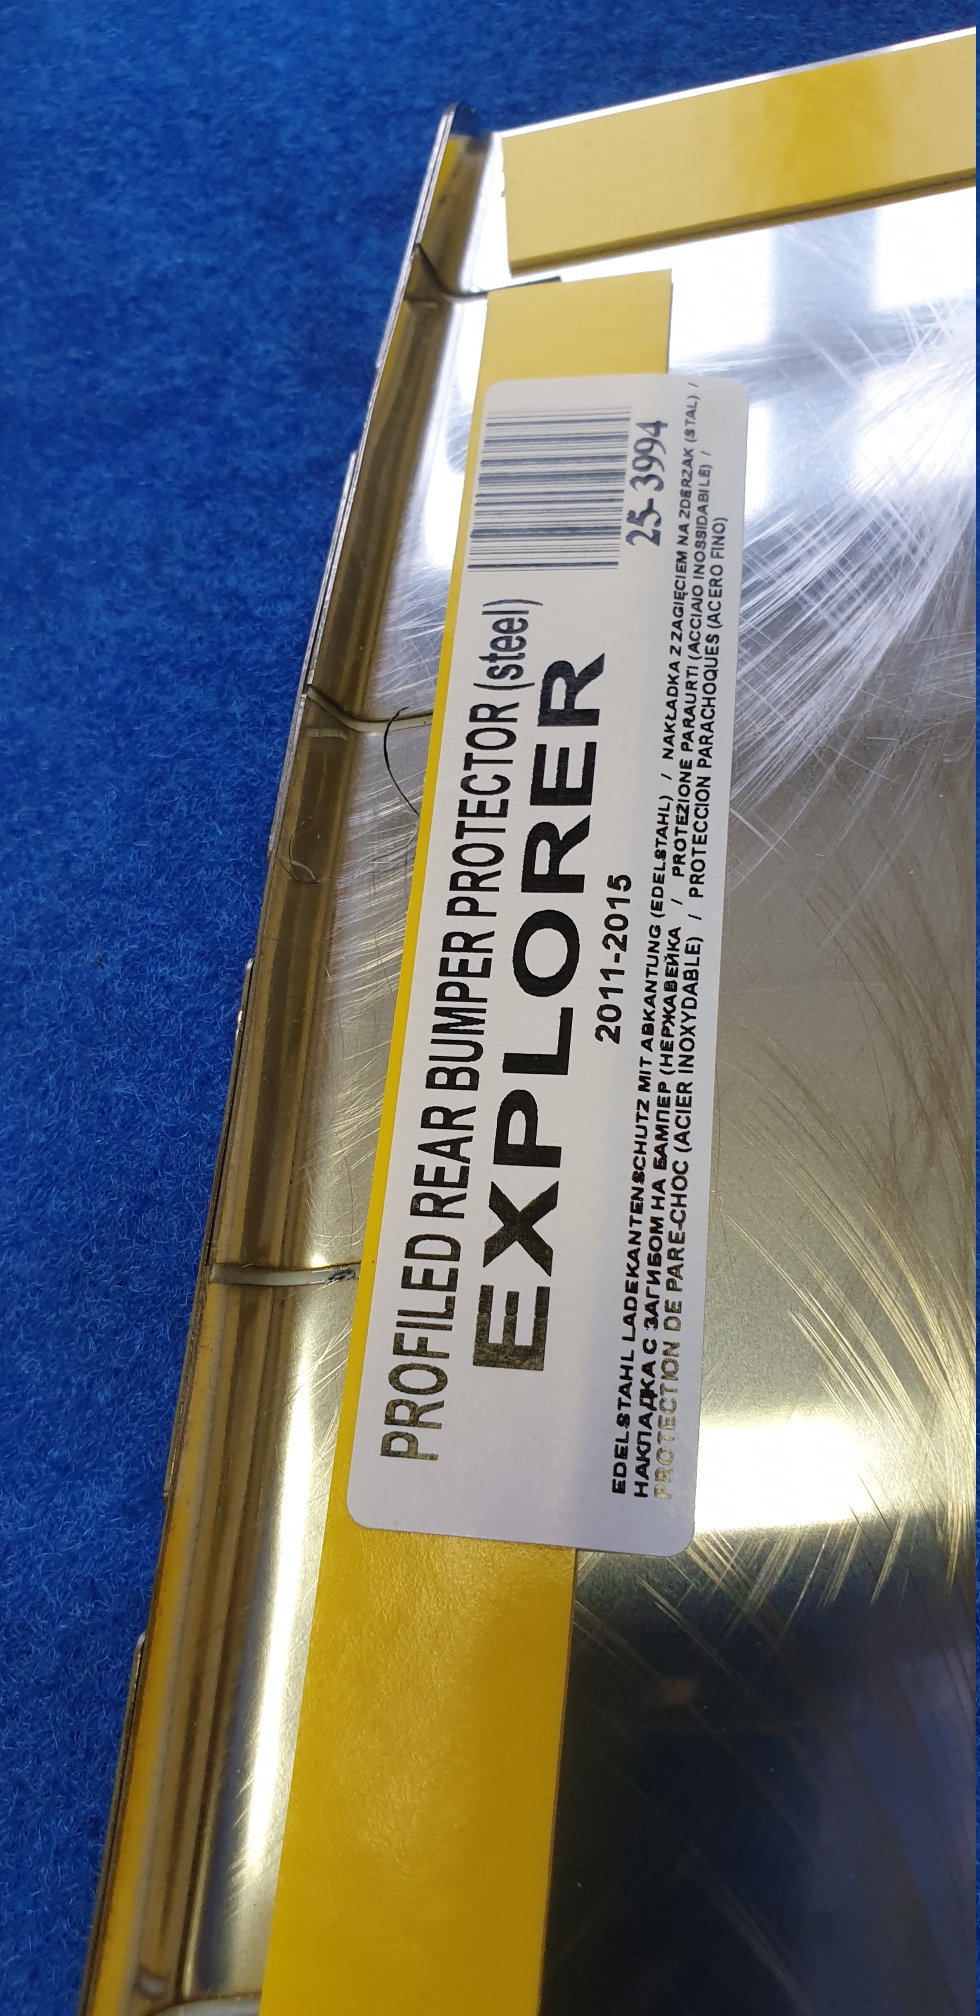 PROFILED REAR BUMPER PROTECTOR (steel)
EXPLORER
2011-2015
25-3994
EDELSTAHL LADEKANTENSCHUTZ MIT ABKANTUNG (EDELSTAHL) / NAKŁADKA Z ZAGIĘCIEM NA ZDERZAK (STAL) /
НАКПАДКА С ЗАГИБОМ НА БАМПЕР (НЕРЖАВЕЙКА / PROTEZIONE PARAURTI (ACCIAIO INOSSIDABILE) /
PROTECTION DE PARE-CHOC (ACIER INOXYDABLE) / PROTECCION PARACHOQUES (ACERO FINO)